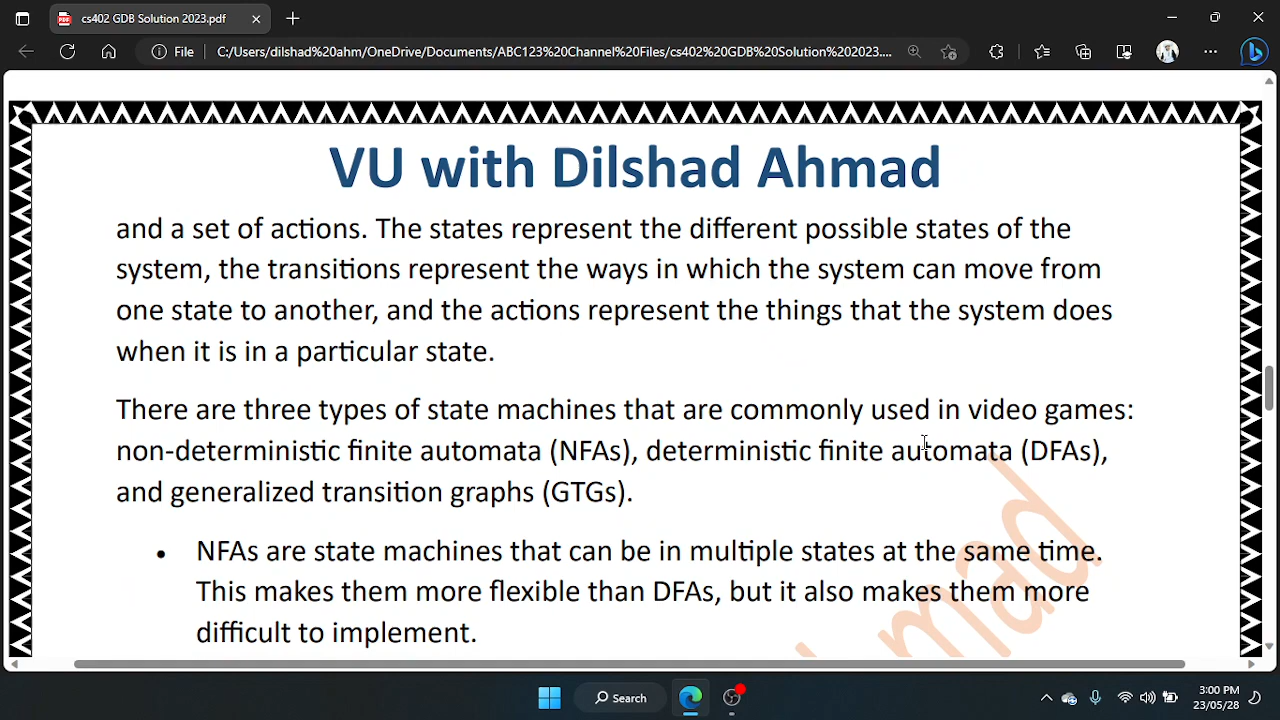 cs402 GDB Solution 2023.pdf
File
C:/Users/dilshad%20ahm/OneDrive/Documents/ABC123%20Channel%20Files/cs402%20GDB%20Solution%202023....
VU with Dilshad Ahmad
and a set of actions. The states represent the different possible states of the
system, the transitions represent the ways in which the system can move from
one state to another, and the actions represent the things that the system does
when it is in a particular state.
There are three types of state machines that are commonly used in video games:
non-deterministic finite automata (NFAs), deterministic finite automata (DFAs),
and generalized transition graphs (GTGs).
• NFAs are state machines that can be in multiple states at the same time.
This makes them more flexible than DFAs, but it also makes them more
difficult to implement.
mad
Search
3:00 PM
23/05/28